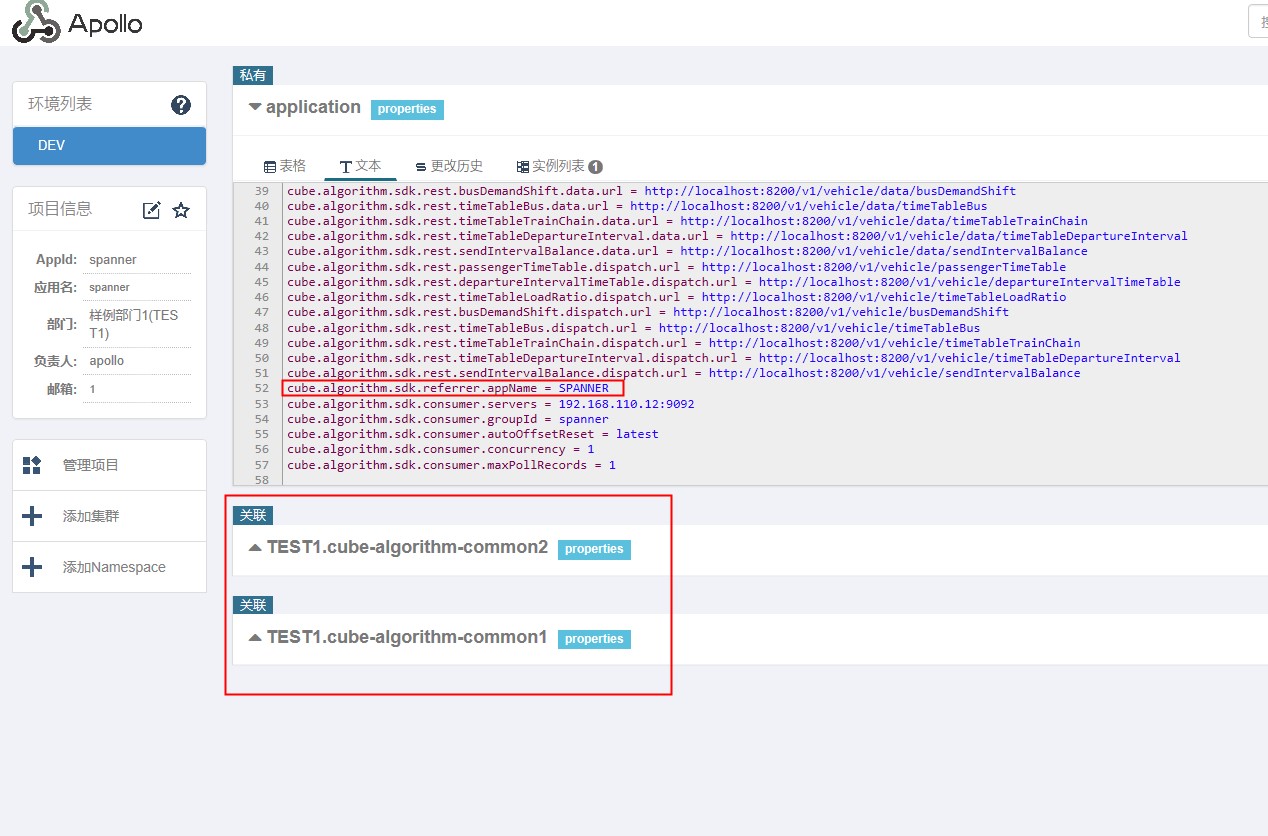 Apollo
环境列表
DEV
项目信息
AppId: spanner
应用名: spanner
部门: 样例部门1(TES
T1)
负责人: apollo
邮箱: 1
管理项目
添加集群
添加Namespace
私有
application properties
表格 文本 更改历史 实例列表 1
39 cube.algorithm.sdk.rest.busDemandShift.data.url = http://localhost:8200/v1/vehicle/data/busDemandShift
40 cube.algorithm.sdk.rest.timeTableBus.data.url = http://localhost:8200/v1/vehicle/data/timeTableBus
41 cube.algorithm.sdk.rest.timeTableTrainChain.data.url = http://localhost:8200/v1/vehicle/data/timeTableTrainChain
42 cube.algorithm.sdk.rest.timeTableDepartureInterval.data.url = http://localhost:8200/v1/vehicle/data/timeTableDepartureInterval
43 cube.algorithm.sdk.rest.sendIntervalBalance.data.url = http://localhost:8200/v1/vehicle/data/sendIntervalBalance
44 cube.algorithm.sdk.rest.passengerTimeTable.dispatch.url = http://localhost:8200/v1/vehicle/passengerTimeTable
45 cube.algorithm.sdk.rest.departureIntervalTimeTable.dispatch.url = http://localhost:8200/v1/vehicle/departureIntervalTimeTable
46 cube.algorithm.sdk.rest.timeTableLoadRatio.dispatch.url = http://localhost:8200/v1/vehicle/timeTableLoadRatio
47 cube.algorithm.sdk.rest.busDemandShift.dispatch.url = http://localhost:8200/v1/vehicle/busDemandShift
48 cube.algorithm.sdk.rest.timeTableBus.dispatch.url = http://localhost:8200/v1/vehicle/timeTableBus
49 cube.algorithm.sdk.rest.timeTableTrainChain.dispatch.url = http://localhost:8200/v1/vehicle/timeTableTrainChain
50 cube.algorithm.sdk.rest.timeTableDepartureInterval.dispatch.url = http://localhost:8200/v1/vehicle/timeTableDepartureInterval
51 cube.algorithm.sdk.rest.sendIntervalBalance.dispatch.url = http://localhost:8200/v1/vehicle/sendIntervalBalance
52 cube.algorithm.sdk.referrer.appName = SPANNER
53 cube.algorithm.sdk.consumer.servers = 192.168.110.12:9092
54 cube.algorithm.sdk.consumer.groupId = spanner
55 cube.algorithm.sdk.consumer.autoOffsetReset = latest
56 cube.algorithm.sdk.consumer.concurrency = 1
57 cube.algorithm.sdk.consumer.maxPollRecords = 1
58
关联
TEST1.cube-algorithm-common2 properties
关联
TEST1.cube-algorithm-common1 properties